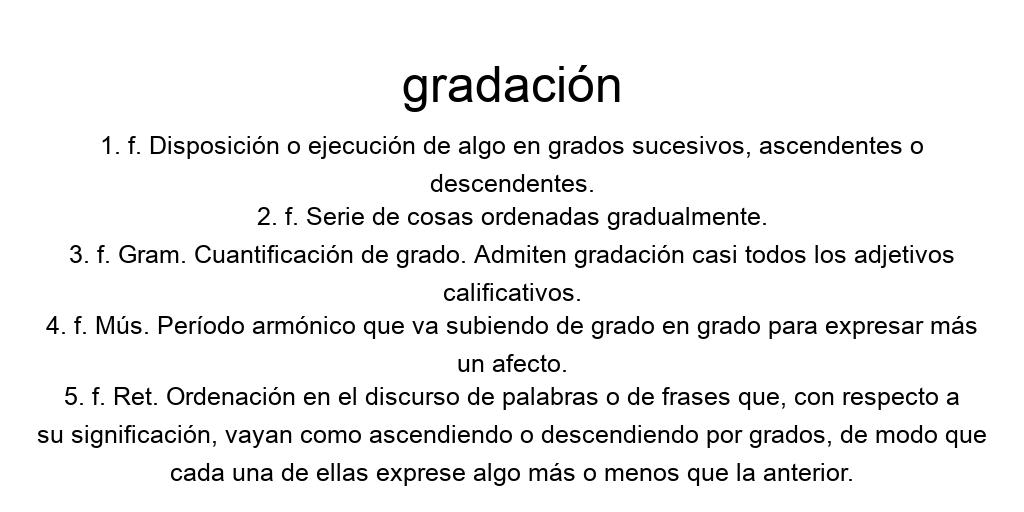 gradación
1. f. Disposición o ejecución de algo en grados sucesivos, ascendentes o
descendentes.
2. f. Serie de cosas ordenadas gradualmente.
3. f. Gram. Cuantificación de grado. Admiten gradación casi todos los adjetivos
calificativos.
4. f. Mús. Período armónico que va subiendo de grado en grado para expresar más
un afecto.
5. f. Ret. Ordenación en el discurso de palabras o de frases que, con respecto a
su significación, vayan como ascendiendo o descendiendo por grados, de modo que
cada una de ellas exprese algo más o menos que la anterior.